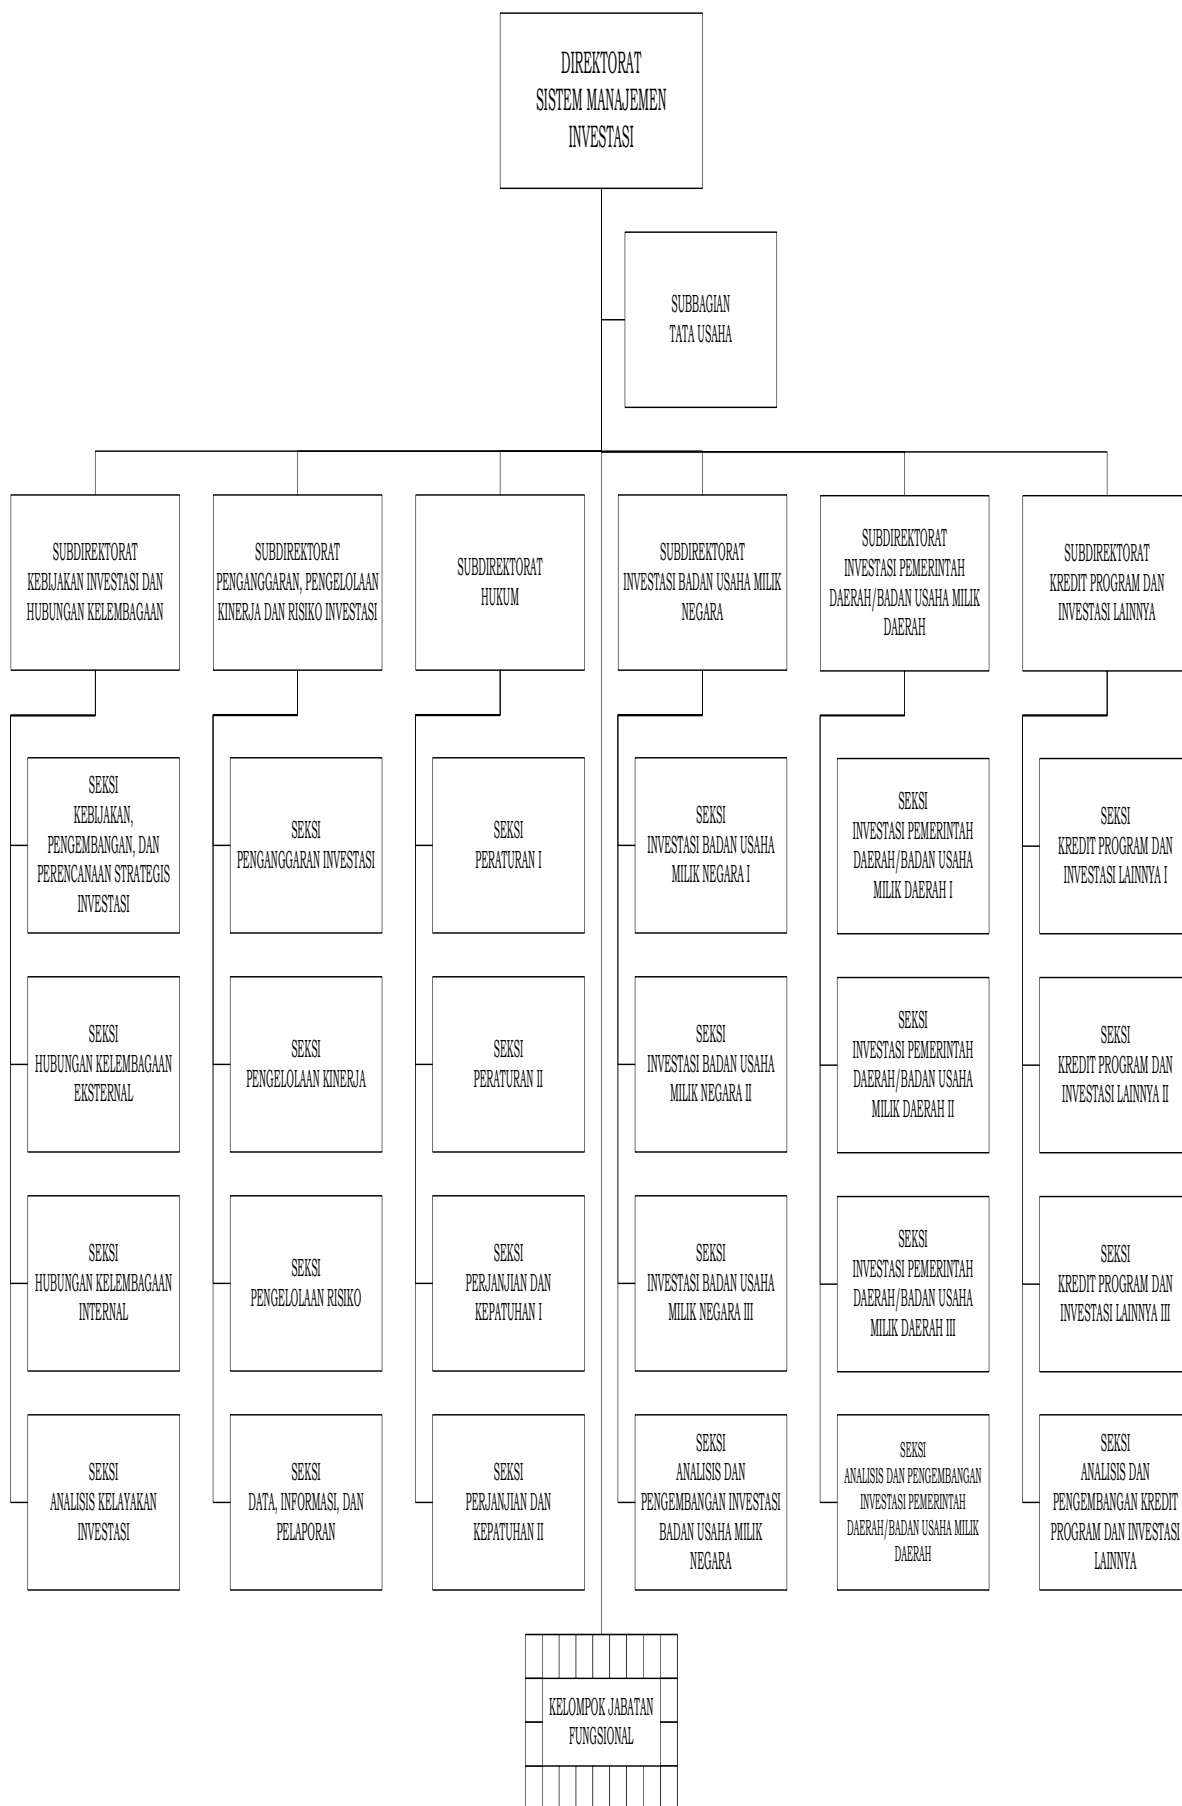 DIREKTORAT
SISTEM MANAJEMEN
INVESTASI
SUBBAGIAN
TATA USAHA
SUBDIREKTORAT
KEBIJAKAN INVESTASI DAN
HUBUNGAN KELEMBAGAAN
SUBDIREKTORAT
PENGANGGARAN, PENGELOLAAN
KINERJA DAN RISIKO INVESTASI
SUBDIREKTORAT
HUKUM
SUBDIREKTORAT
INVESTASI BADAN USAHA MILIK
NEGARA
SUBDIREKTORAT
INVESTASI PEMERINTAH
DAERAH/BADAN USAHA MILIK
DAERAH
SUBDIREKTORAT
KREDIT PROGRAM DAN
INVESTASI LAINNYA
SEKSI
KEBIJAKAN,
PENGEMBANGAN, DAN
PERENCANAAN STRATEGIS
INVESTASI
SEKSI
PENGANGGARAN INVESTASI
SEKSI
PERATURAN I
SEKSI
INVESTASI BADAN USAHA
MILIK NEGARA I
SEKSI
INVESTASI PEMERINTAH
DAERAH/BADAN USAHA
MILIK DAERAH I
SEKSI
KREDIT PROGRAM DAN
INVESTASI LAINNYA I
SEKSI
HUBUNGAN KELEMBAGAAN
EKSTERNAL
SEKSI
PENGELOLAAN KINERJA
SEKSI
PERATURAN II
SEKSI
INVESTASI BADAN USAHA
MILIK NEGARA II
SEKSI
INVESTASI PEMERINTAH
DAERAH/BADAN USAHA
MILIK DAERAH II
SEKSI
KREDIT PROGRAM DAN
INVESTASI LAINNYA II
SEKSI
HUBUNGAN KELEMBAGAAN
INTERNAL
SEKSI
PENGELOLAAN RISIKO
SEKSI
PERJANJIAN DAN
KEPATUHAN I
SEKSI
INVESTASI BADAN USAHA
MILIK NEGARA III
SEKSI
INVESTASI PEMERINTAH
DAERAH/BADAN USAHA
MILIK DAERAH III
SEKSI
KREDIT PROGRAM DAN
INVESTASI LAINNYA III
SEKSI
ANALISIS KELAYAKAN
INVESTASI
SEKSI
DATA, INFORMASI, DAN
PELAPORAN
SEKSI
PERJANJIAN DAN
KEPATUHAN II
SEKSI
ANALISIS DAN
PENGEMBANGAN INVESTASI
BADAN USAHA MILIK
NEGARA
SEKSI
ANALISIS DAN PENGEMBANGAN
INVESTASI PEMERINTAH
DAERAH/BADAN USAHA MILIK
DAERAH
SEKSI
ANALISIS DAN
PENGEMBANGAN KREDIT
PROGRAM DAN INVESTASI
LAINNYA
KELOMPOK JABATAN
FUNGSIONAL